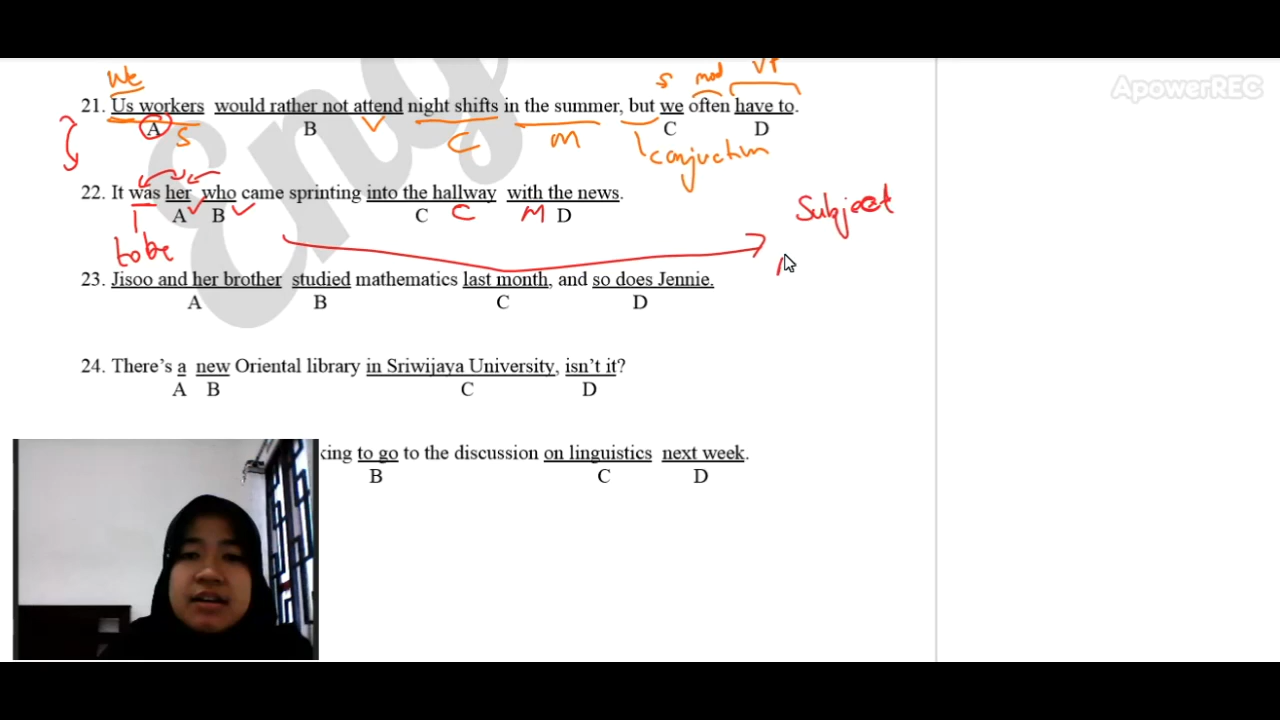 ApowerREC
We s mod VP
21. Us workers would rather not attend night shifts in the summer, but we often have to.
A B C D
S C M conjuction
22. It was her who came sprinting into the hallway with the news.
A B C C M D
to be
Subject
23. Jisoo and her brother studied mathematics last month, and so does Jennie.
A B C D
24. There's a new Oriental library in Sriwijaya University, isn't it?
A B C D
king to go to the discussion on linguistics next week.
B C D
Eng